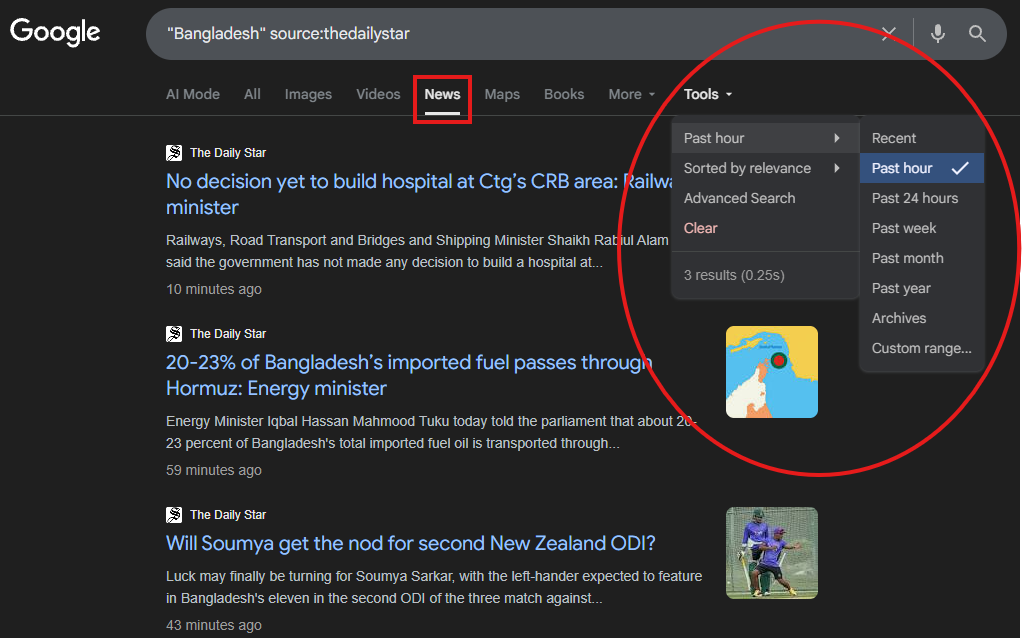 Google
"Bangladesh" source:thedailystar
AI Mode All Images Videos News Maps Books More Tools
Past hour
Sorted by relevance
Advanced Search
Clear
3 results (0.25s)
Recent
Past hour
Past 24 hours
Past week
Past month
Past year
Archives
Custom range...
The Daily Star
No decision yet to build hospital at Ctg's CRB area: Railway
minister
Railways, Road Transport and Bridges and Shipping Minister Shaikh Rabiul Alam
said the government has not made any decision to build a hospital at...
10 minutes ago
The Daily Star
20-23% of Bangladesh's imported fuel passes through
Hormuz: Energy minister
Energy Minister Iqbal Hassan Mahmood Tuku today told the parliament that about 20-
23 percent of Bangladesh's total imported fuel oil is transported through...
59 minutes ago
The Daily Star
Will Soumya get the nod for second New Zealand ODI?
Luck may finally be turning for Soumya Sarkar, with the left-hander expected to feature
in Bangladesh's eleven in the second ODI of the three match against...
43 minutes ago